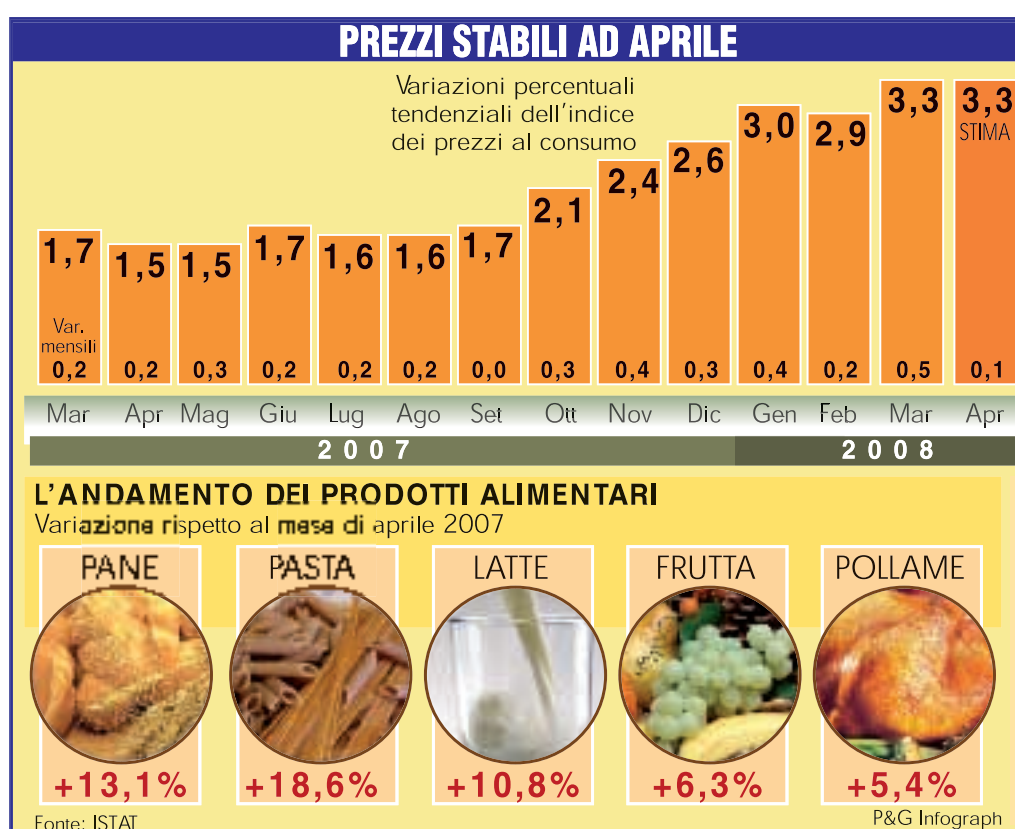 PREZZI STABILI AD APRILE
Variazioni percentuali
tendenziali dell'indice
dei prezzi al consumo
1,7 1,5 1,5 1,7 1,6 1,6 1,7 2,1 2,4 2,6 3,0 2,9 3,3 3,3
STIMA
Var.
mensili
0,2 0,2 0,3 0,2 0,2 0,2 0,0 0,3 0,4 0,3 0,4 0,2 0,5 0,1
Mar Apr Mag Giu Lug Ago Set Ott Nov Dic Gen Feb Mar Apr
2007 2008
L'ANDAMENTO DEI PRODOTTI ALIMENTARI
Variazione rispetto al mese di aprile 2007
PANE PASTA LATTE FRUTTA POLLAME
+13,1% +18,6% +10,8% +6,3% +5,4%
Fonte: ISTAT P&G Infograph